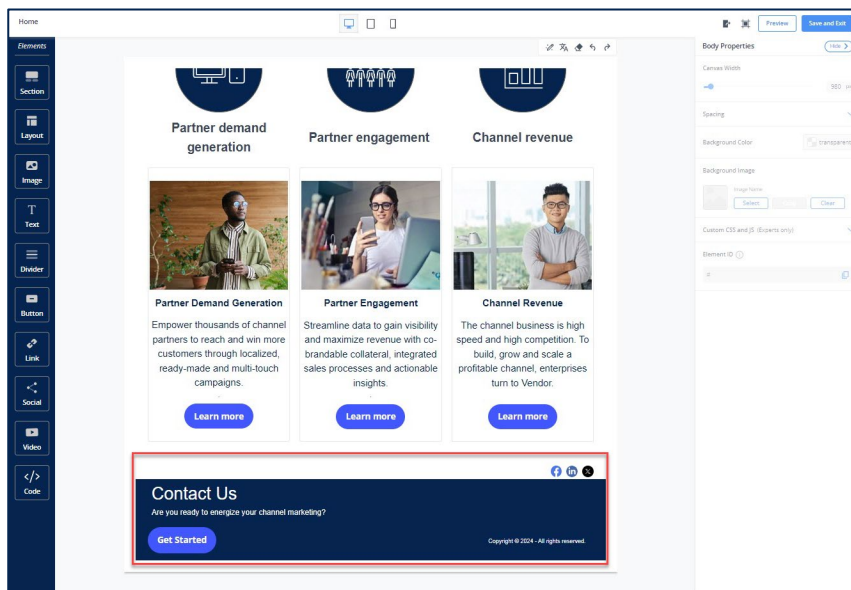 Home
Preview
Save and Exit
Elements
Section
Layout
Image
Text
Divider
Button
Link
Social
Video
Code
Partner demand
generation
Partner engagement
Channel revenue
Partner Demand Generation
Empower thousands of channel
partners to reach and win more
customers through localized,
ready-made and multi-touch
campaigns.
Learn more
Partner Engagement
Streamline data to gain visibility
and maximize revenue with co-
brandable collateral, integrated
sales processes and actionable
insights.
Learn more
Channel Revenue
The channel business is high
speed and high competition. To
build, grow and scale a
profitable channel, enterprises
turn to Vendor.
Learn more
Contact Us
Are you ready to energize your channel marketing?
Get Started
Copyright © 2024 - All rights reserved.
Body Properties
Hide
Canvas Width
980
Spacing
Background Color
transparent
Background Image
Image Name
Select
Clear
Custom CSS and JS (Experts only)
Element ID